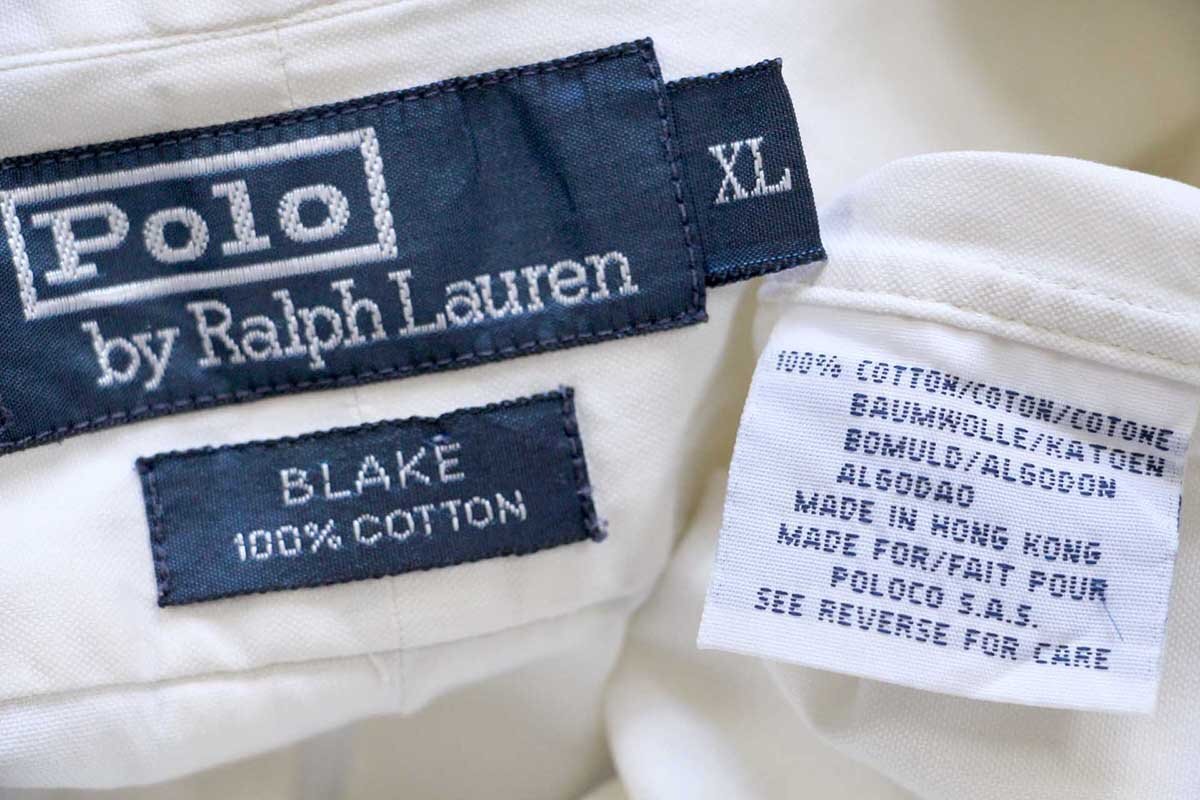 Polo
by Ralph Lauren
XL
BLAKE
100% COTTON
100% COTTON/COTON/COTONE
BAUMWOLLE/KATOEN
BOMULD/ALGODON
ALGODAO
MADE IN HONG KONG
MADE FOR/FAIT POUR
POLOCO S.A.S.
SEE REVERSE FOR CARE